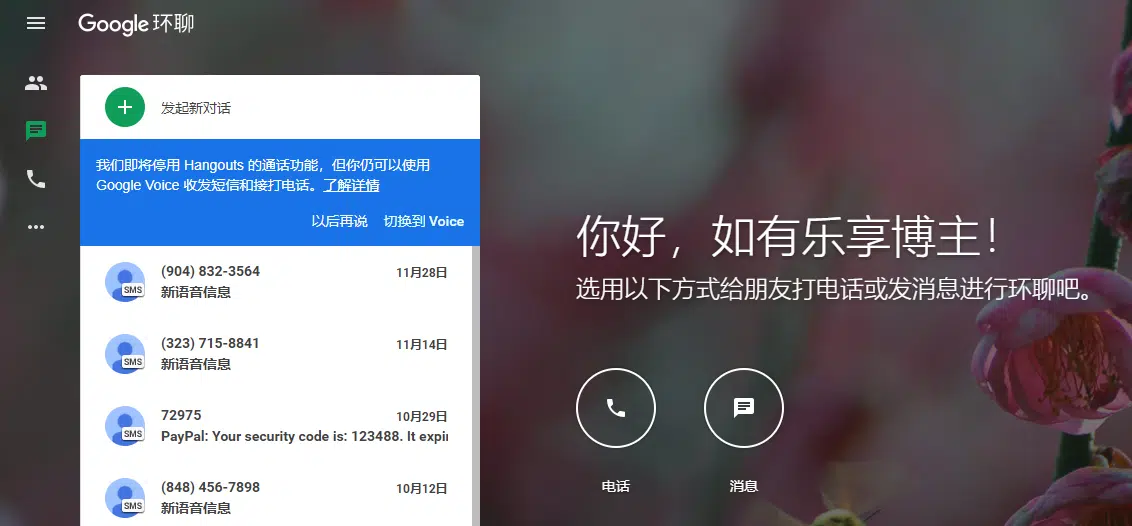 Google 环聊
发起新对话
我们即将停用 Hangouts 的通话功能，但你仍可以使用
Google Voice 收发短信和接打电话。了解详情
以后再说 切换到 Voice
(904) 832-3564 11月28日
SMS
新语音信息
(323) 715-8841 11月14日
SMS
新语音信息
72975 10月29日
SMS
PayPal: Your security code is: 123488. It expir
(848) 456-7898 10月12日
SMS
新语音信息
你好，如有乐享博主！
选用以下方式给朋友打电话或发消息进行环聊吧。
电话 消息